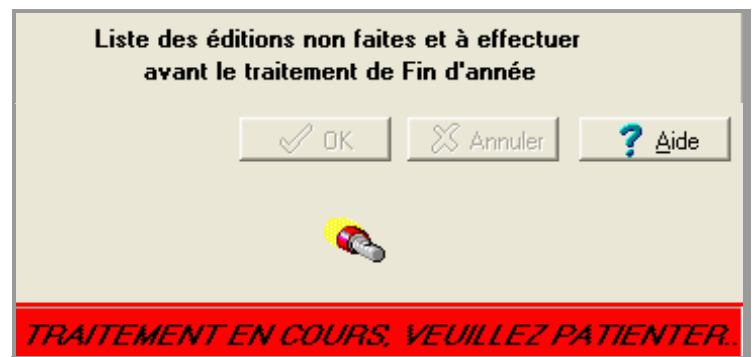 Liste des éditions non faites et à effectuer
avant le traitement de Fin d'année
OK Annuler ? Aide
TRAITEMENT EN COURS, VEUILLEZ PATIENTER..